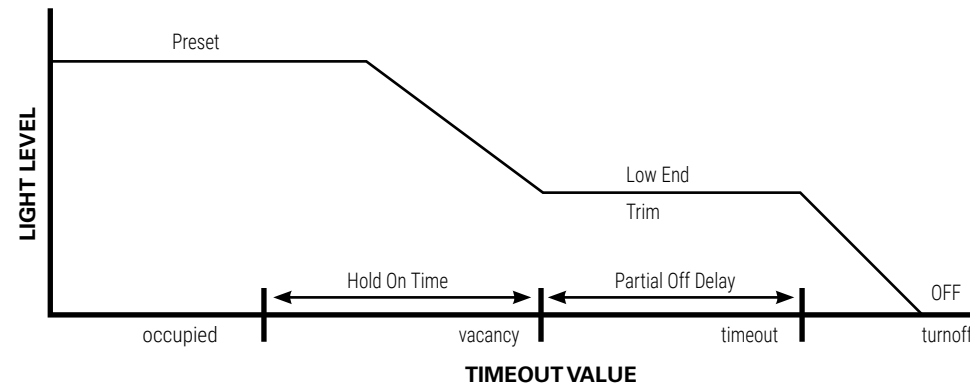 Preset
LIGHT LEVEL
Low End
Trim
Hold On Time
Partial Off Delay
OFF
occupied
vacancy
timeout
turnoff
TIMEOUT VALUE